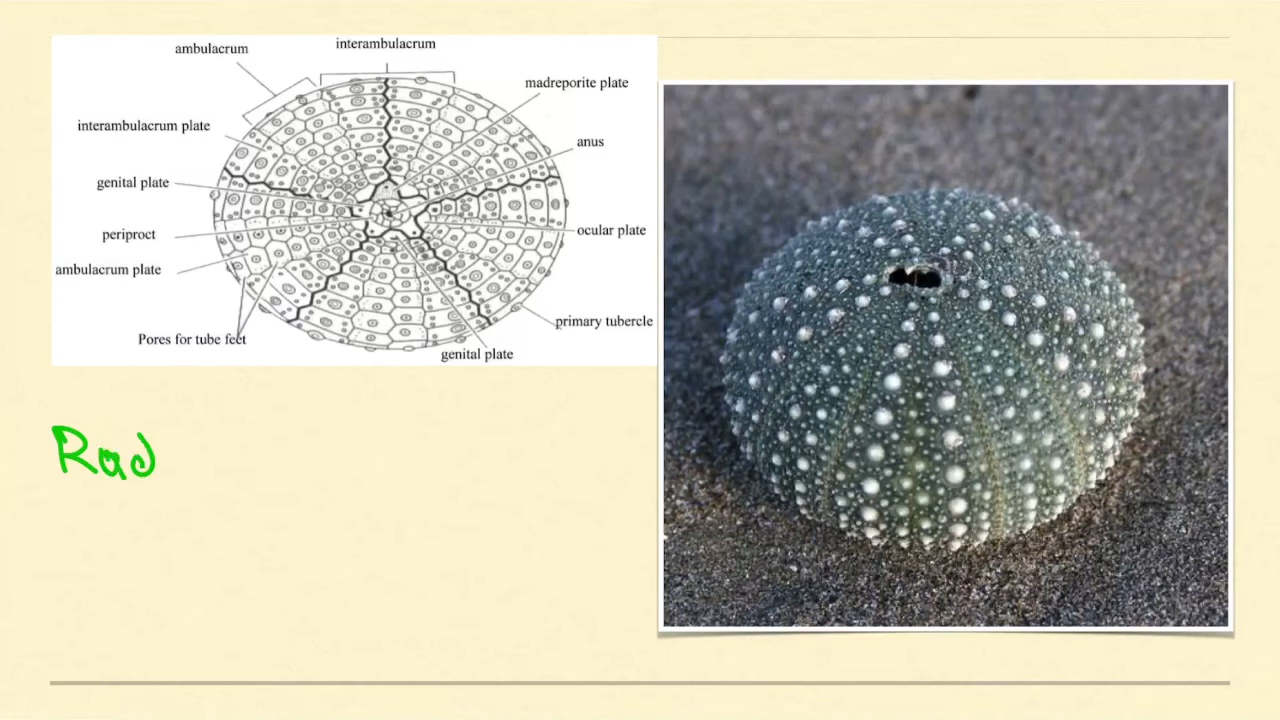 ambulacrum
interambulacrum
madreporite plate
interambulacrum plate
anus
genital plate
periproct
ocular plate
ambulacrum plate
primary tubercle
Pores for tube feet
genital plate
Rad